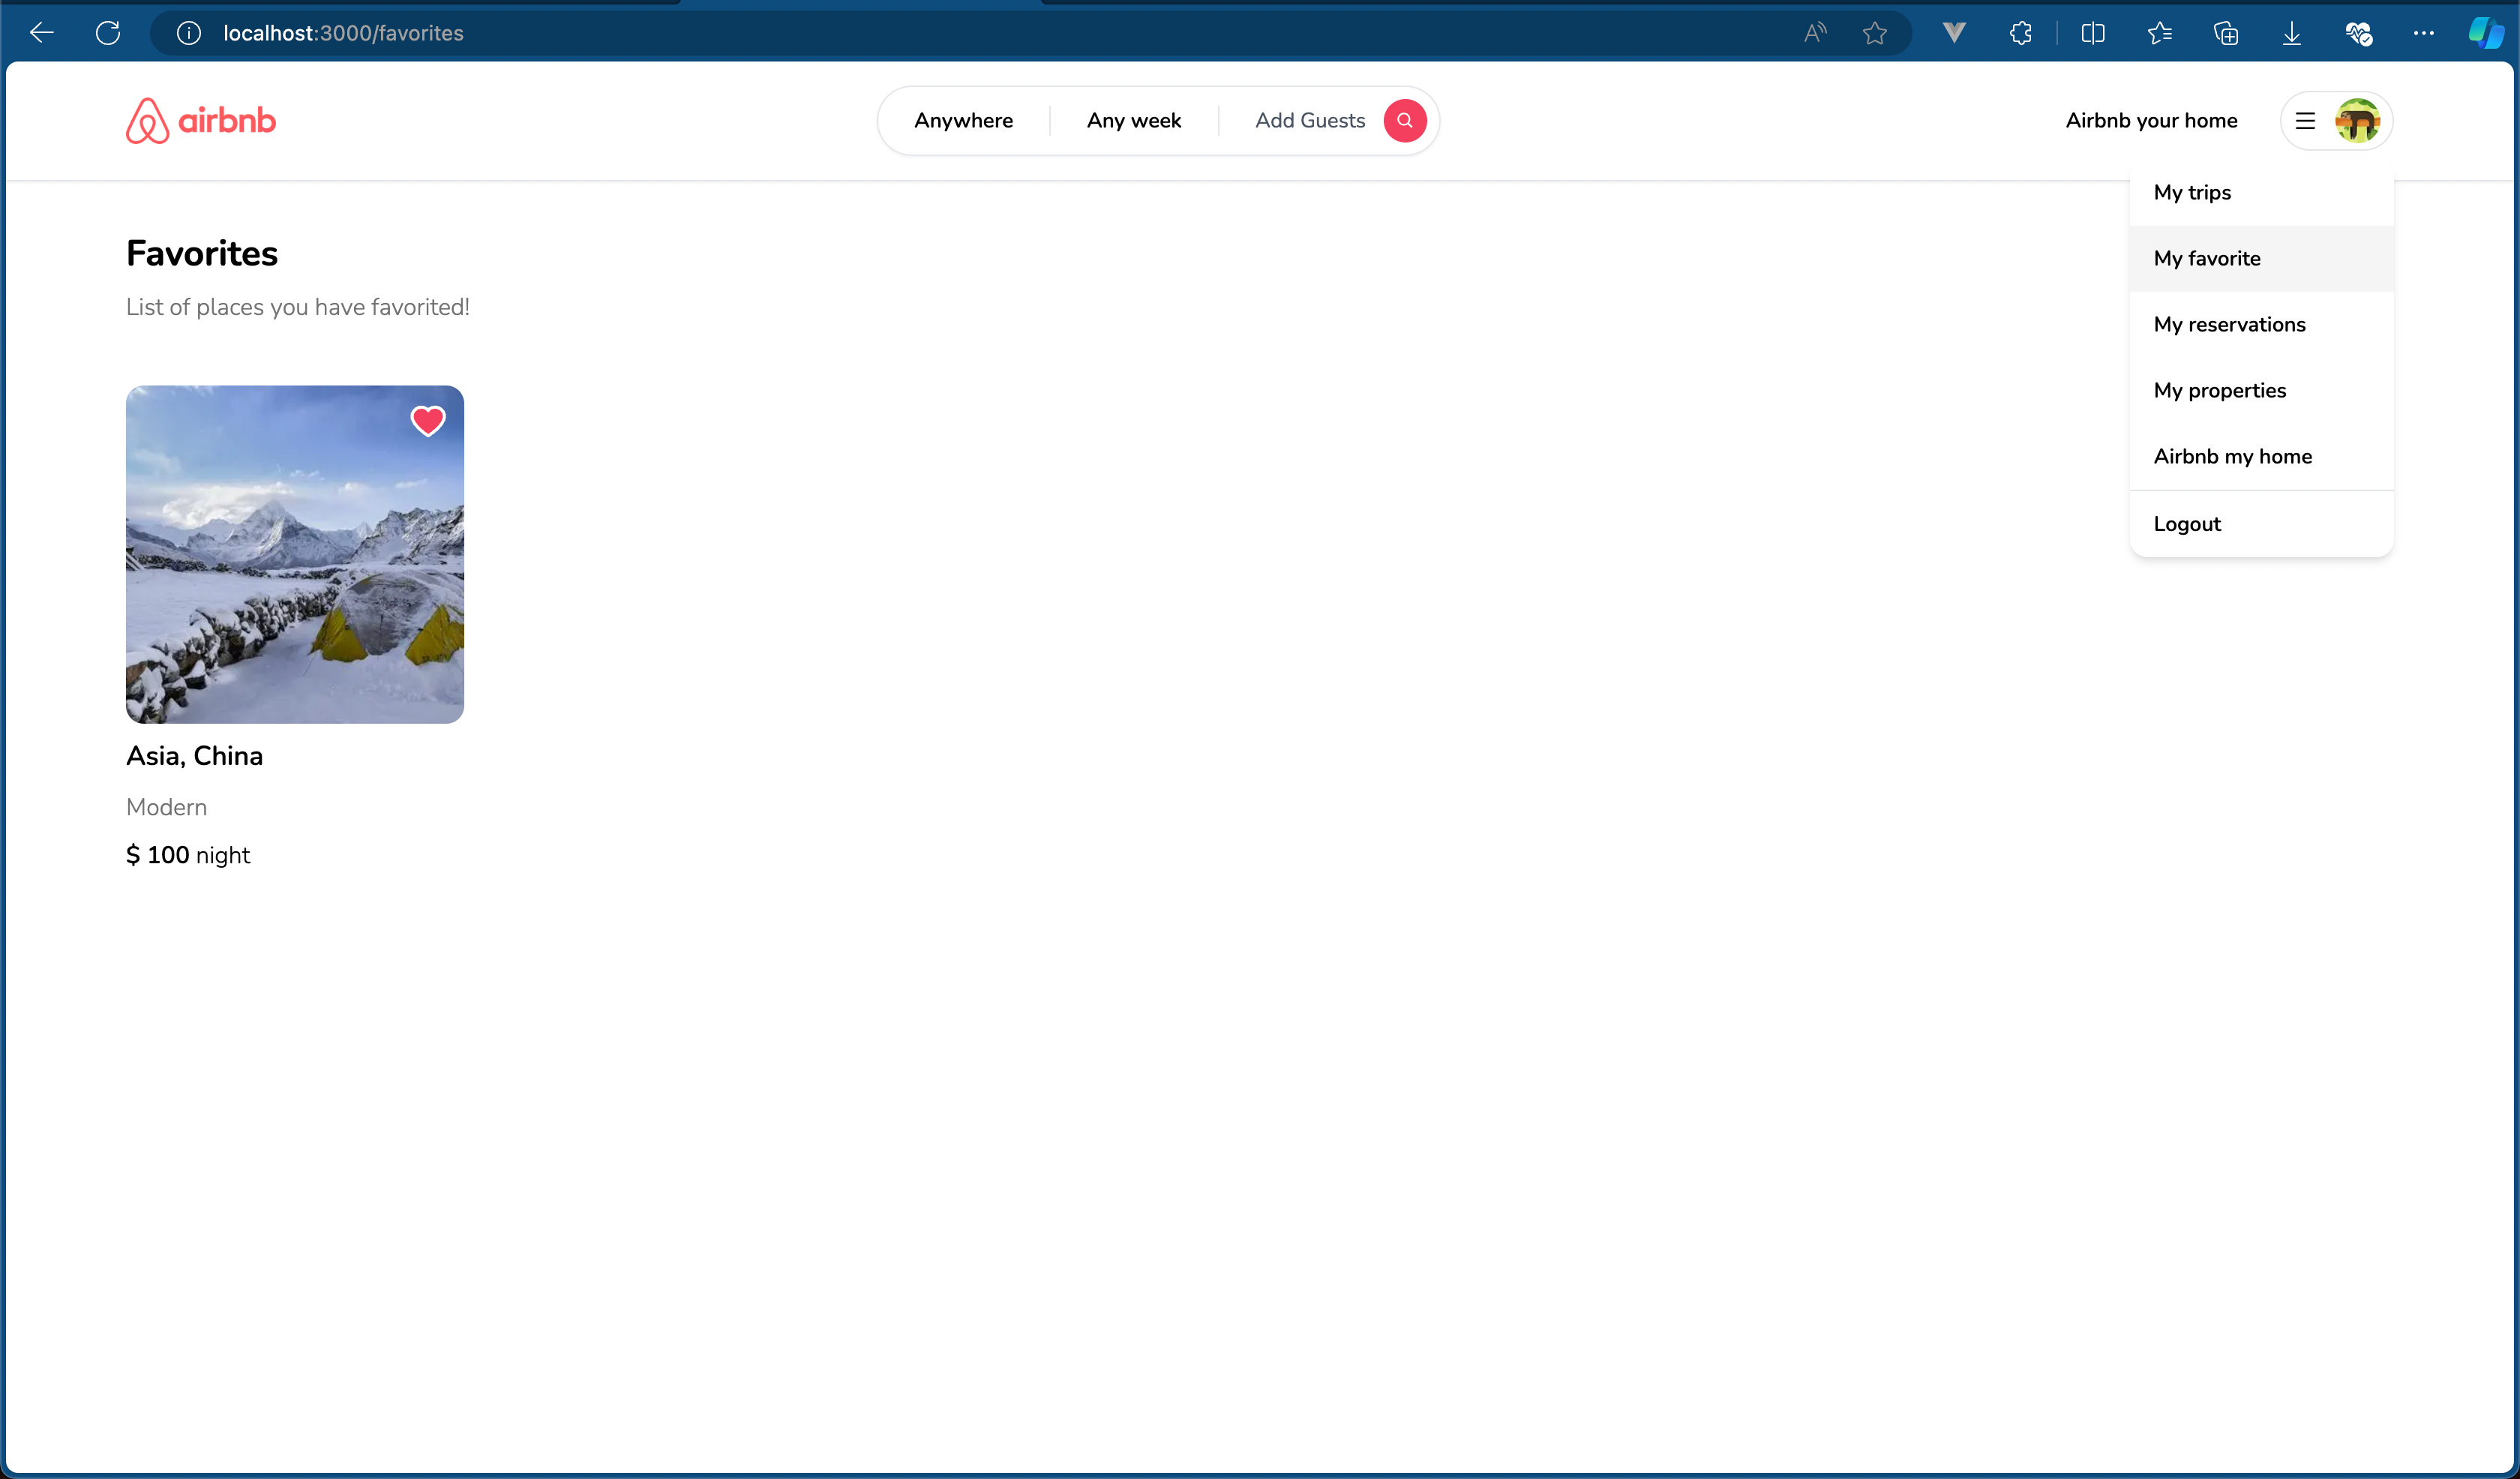 localhost:3000/favorites
airbnb
Anywhere
Any week
Add Guests
Airbnb your home
My trips
My favorite
My reservations
My properties
Airbnb my home
Logout
Favorites
List of places you have favorited!
Asia, China
Modern
$ 100 night